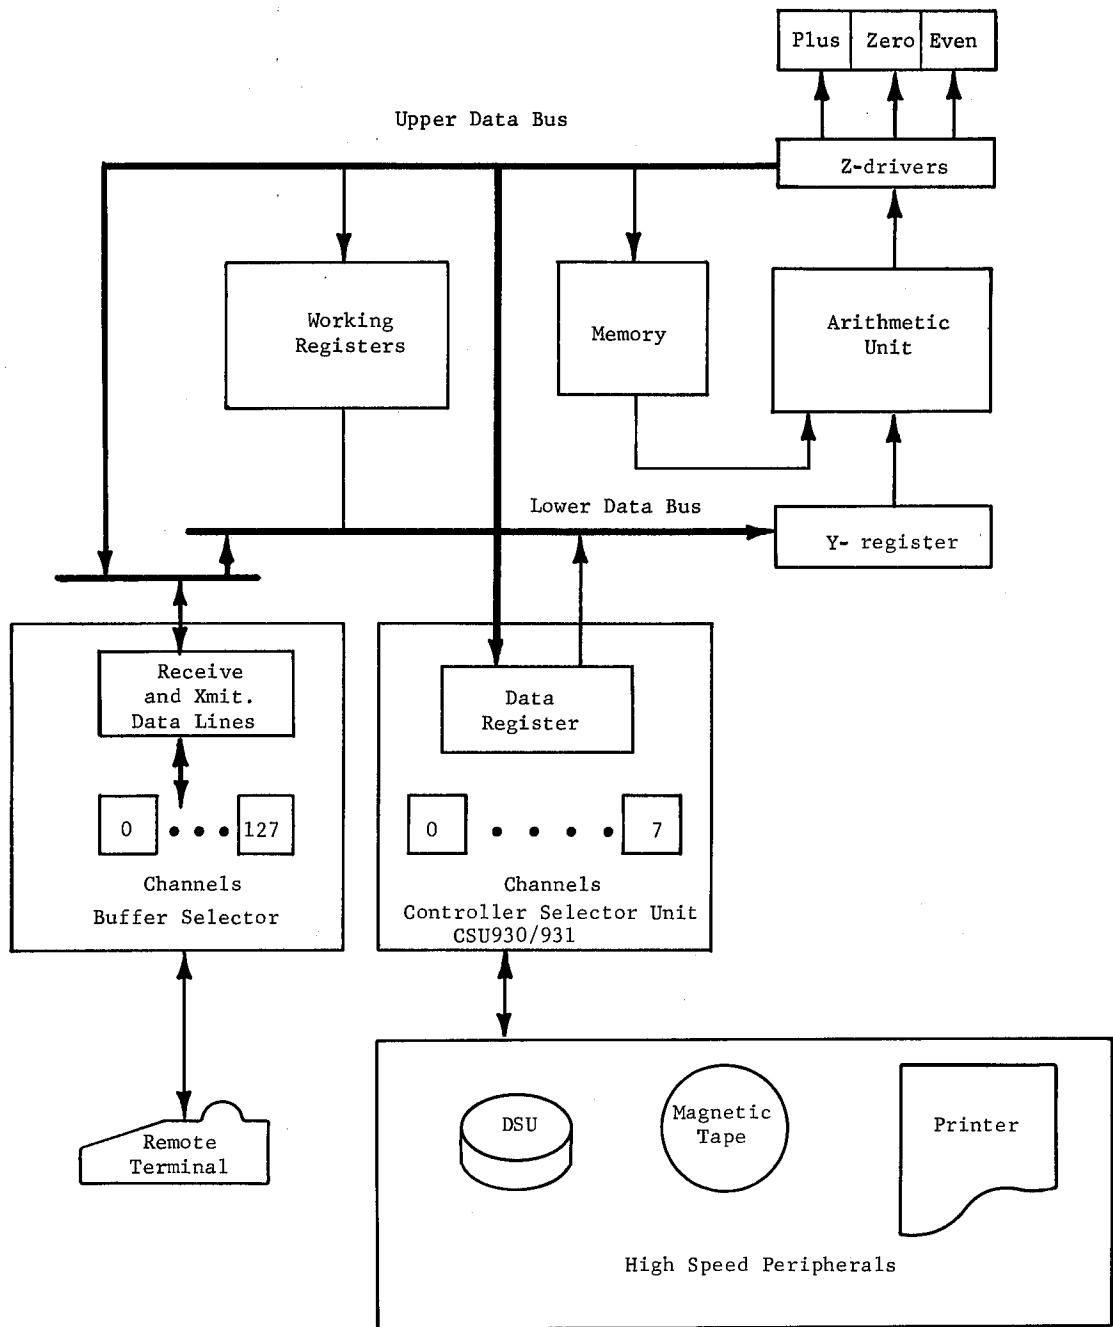 Plus Zero Even
Upper Data Bus
Z-drivers
Working
Registers
Memory
Arithmetic
Unit
Lower Data Bus
Y- register
Receive
and Xmit.
Data Lines
0 127
Channels
Buffer Selector
Data
Register
0 7
Channels
Controller Selector Unit
CSU930/931
Remote
Terminal
DSU
Magnetic
Tape
Printer
High Speed Peripherals